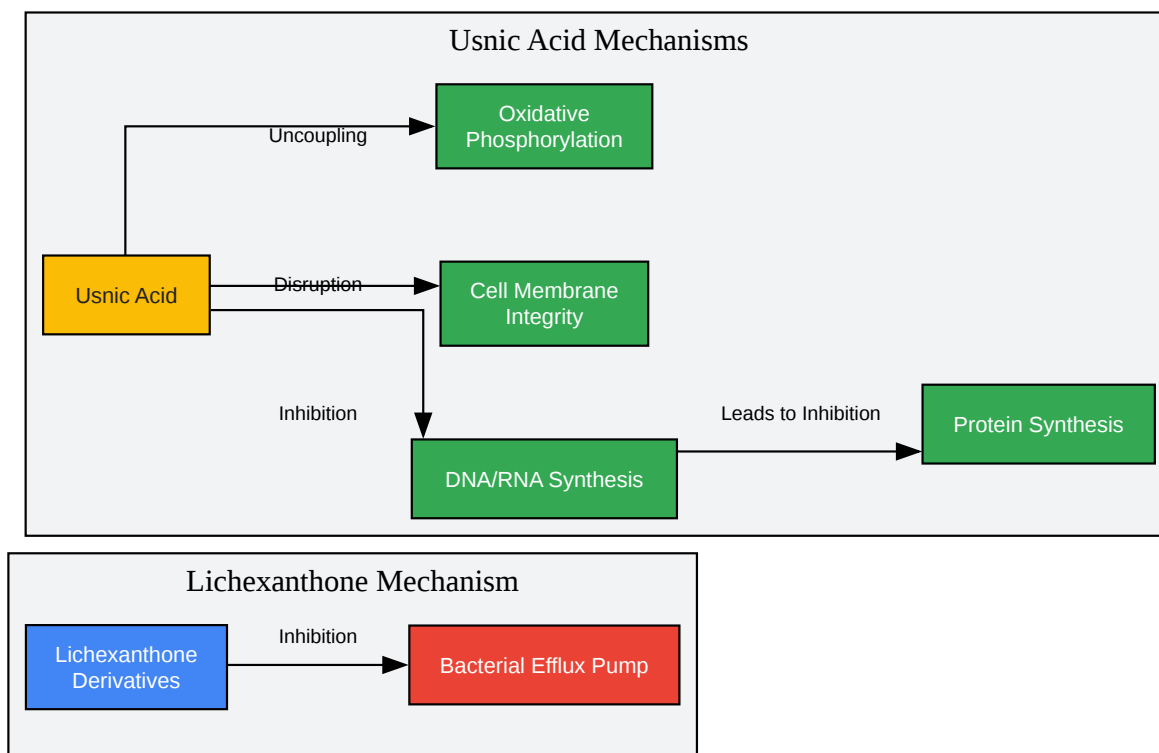 Usnic Acid Mechanisms
Oxidative
Phosphorylation
Uncoupling
Usnic Acid
Disruption
Cell Membrane
Integrity
Inhibition
Leads to Inhibition
Protein Synthesis
DNA/RNA Synthesis
Lichexanthone Mechanism
Lichexanthone
Derivatives
Inhibition
Bacterial Efflux Pump